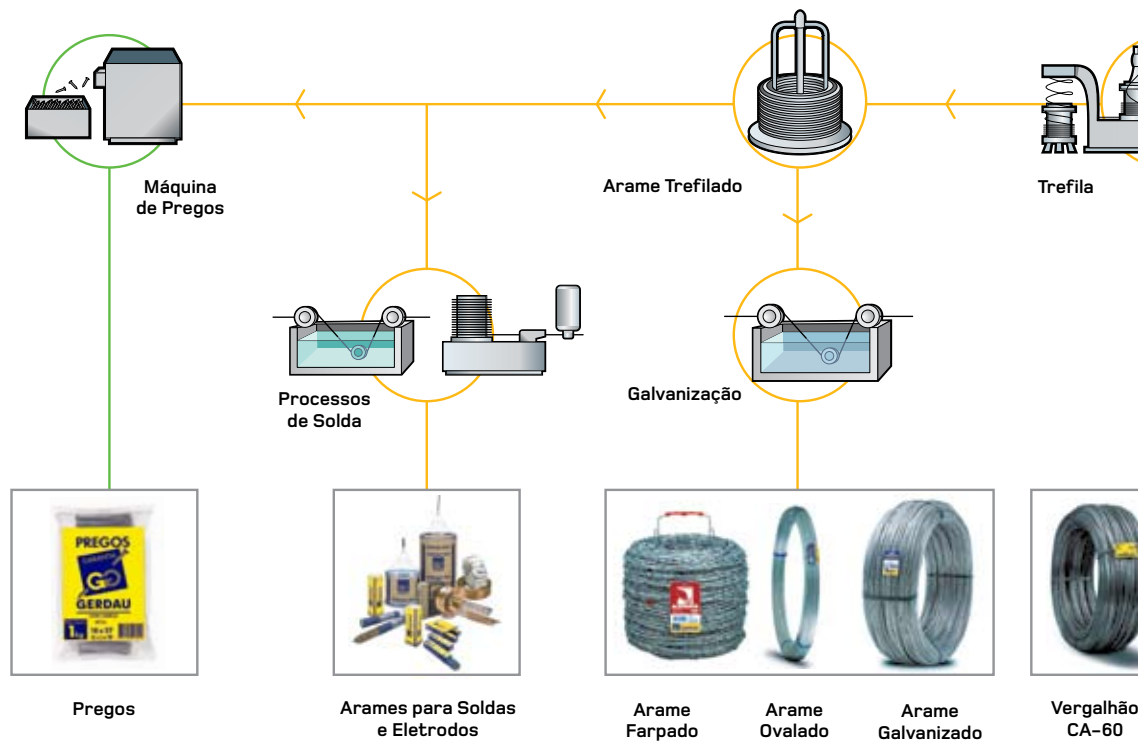 Máquina
de Pregos
Arame Trefilado
Trefila
Processos
de Solda
Galvanização
PREGOS
GERDAU
1
Pregos
Arames para Soldas
e Eletrodos
Arame
Farpado
Arame
Ovalado
Arame
Galvanizado
Vergalhão
CA-60